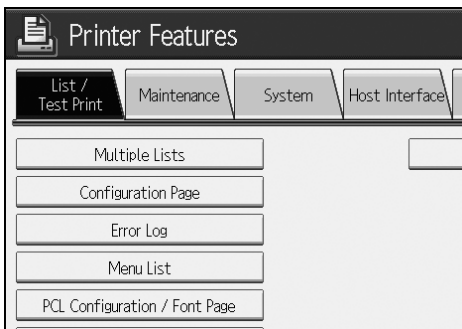 Printer Features
List /
Test Print
Maintenance
System
Host Interface
Multiple Lists
Configuration Page
Error Log
Menu List
PCL Configuration / Font Page